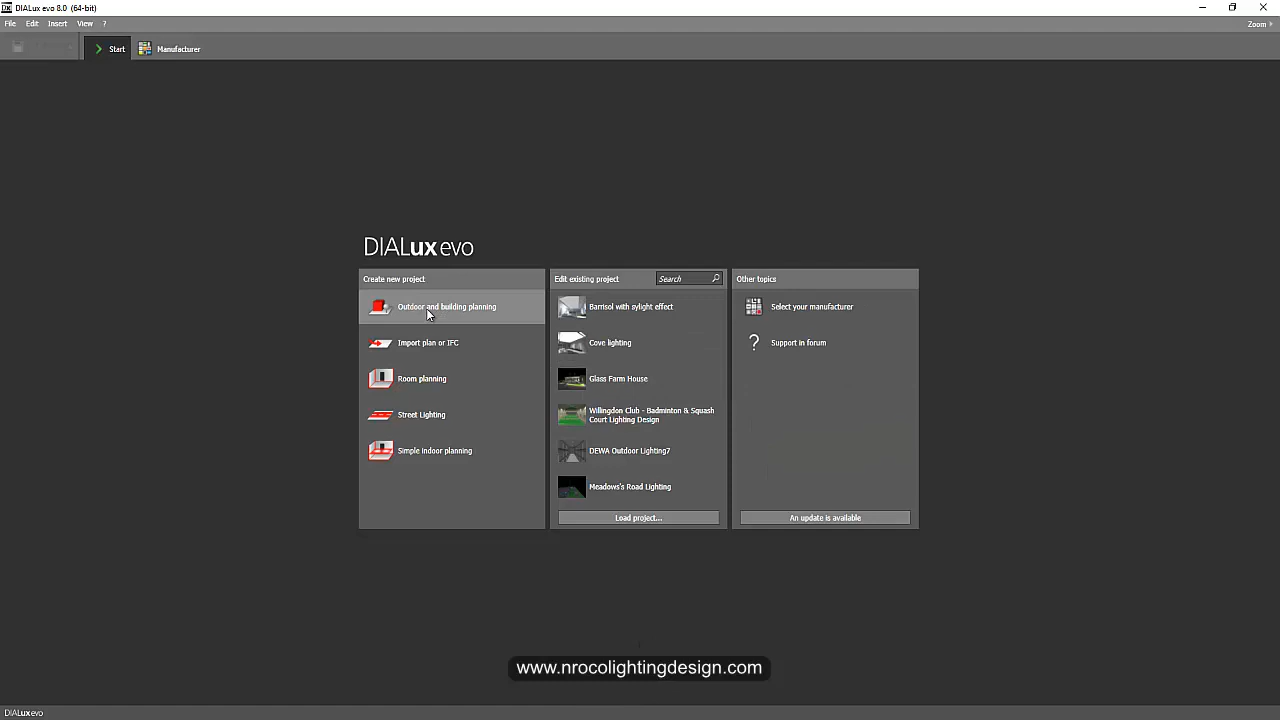 DIALux evo 8.0 (64-bit)
File Edit Insert View ? Zoom
Start Manufacturer
DIALux evo
Create new project
Outdoor and building planning
Import plan or IFC
Room planning
Street Lighting
Simple indoor planning
Edit existing project Search
Barrisol with sylight effect
Cove lighting
Glass Farm House
Willingdon Club - Badminton & Squash
Court Lighting Design
DEWA Outdoor Lighting7
Meadows's Road Lighting
Load project...
Other topics
Select your manufacturer
? Support in forum
An update is available
www.nrocolightingdesign.com
DIALux evo